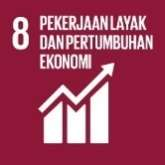 8 PEKERJAAN LAYAK
DAN PERTUMBUHAN
EKONOMI